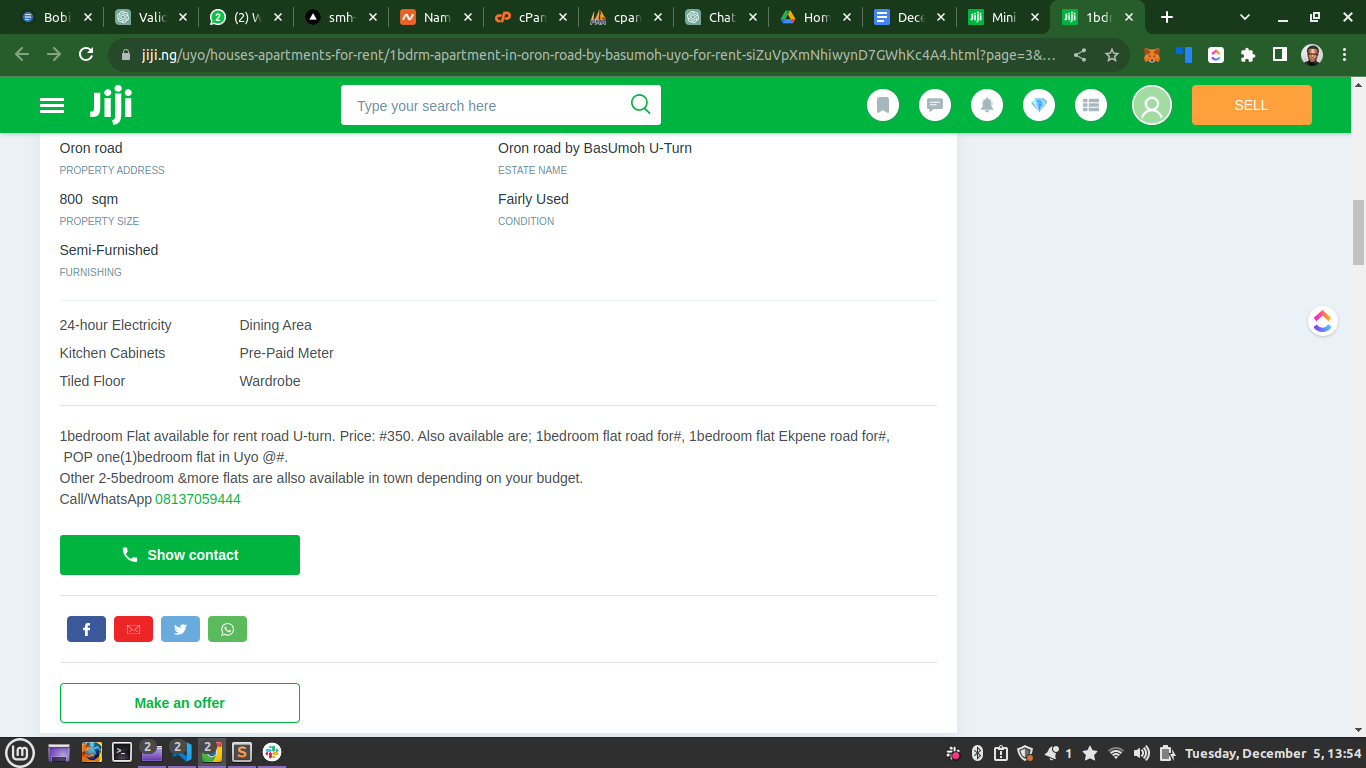 Bobi
Valid
(2) W
smh-
Nam
cPan
cpan
Chat
Hom
Dece
Mini
1bdr
jiji.ng/uyo/houses-apartments-for-rent/1bdrm-apartment-in-oron-road-by-basumoh-uyo-for-rent-siZuVpXmNhiwynD7GWhKc4A4.html?page=3&…
JiJi
Type your search here
SELL
Oron road
Oron road by BasUmoh U-Turn
PROPERTY ADDRESS
ESTATE NAME
800 sqm
Fairly Used
PROPERTY SIZE
CONDITION
Semi-Furnished
FURNISHING
24-hour Electricity
Dining Area
Kitchen Cabinets
Pre-Paid Meter
Tiled Floor
Wardrobe
1bedroom Flat available for rent road U-turn. Price: #350. Also available are; 1bedroom flat road for#, 1bedroom flat Ekpene road for#,
POP one(1)bedroom flat in Uyo @#.
Other 2-5bedroom &more flats are allso available in town depending on your budget.
Call/WhatsApp 08137059444
Show contact
Make an offer
2
2
2
1
Tuesday, December 5, 13:54